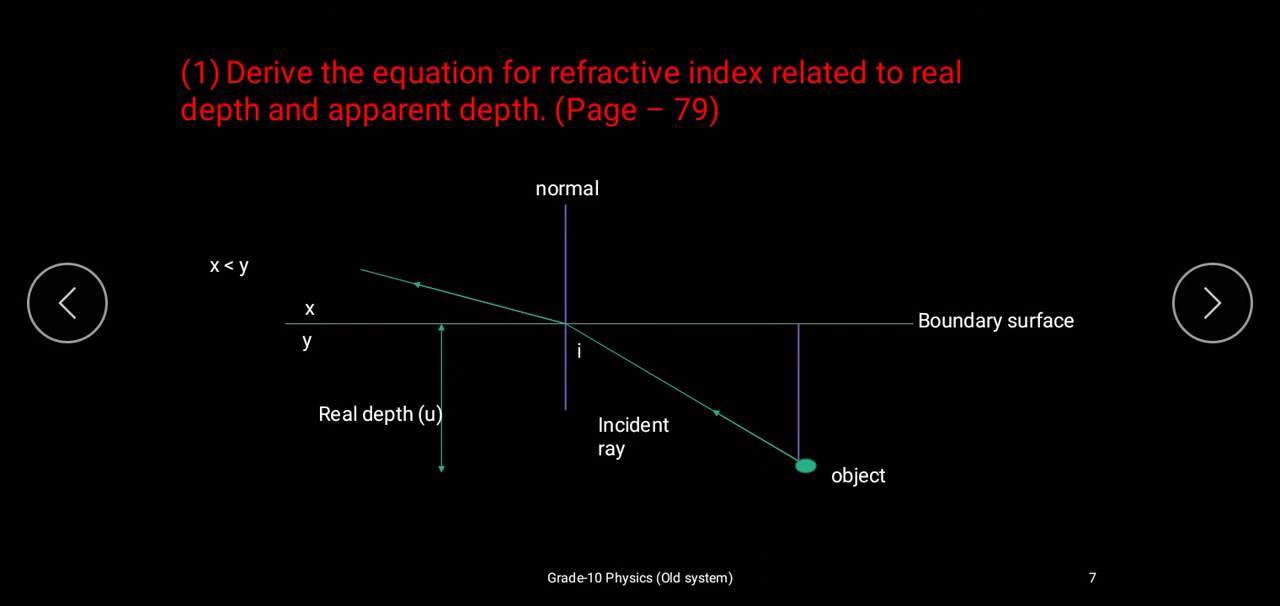 (1) Derive the equation for refractive index related to real
depth and apparent depth. (Page – 79)
normal
x < y
x
Boundary surface
y
i
Real depth (u)
Incident
ray
object
Grade-10 Physics (Old system)
7